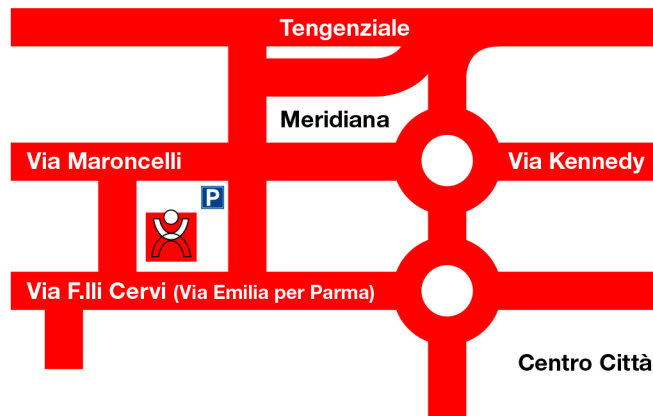 Tengenziale
Meridiana
Via Maroncelli
Via Kennedy
P
Via F.lli Cervi (Via Emilia per Parma)
Centro Città